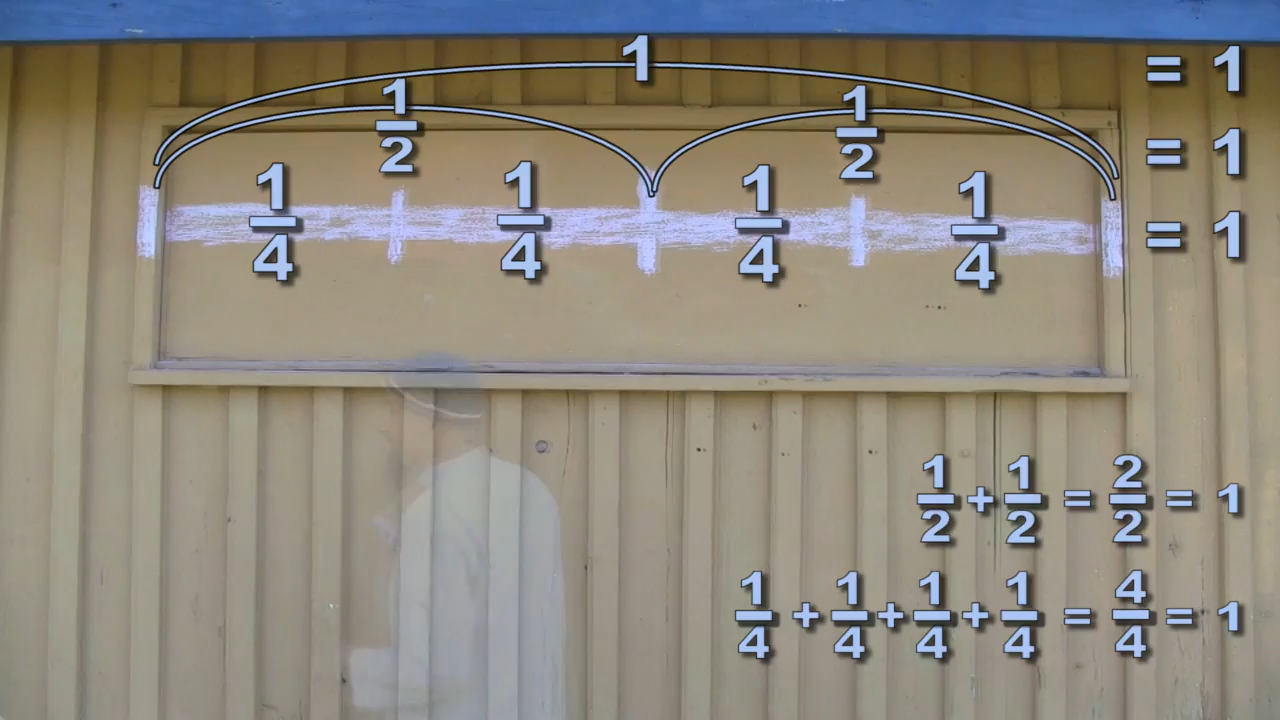 1 = 1
1/2 1/2 = 1
1/4 1/4 1/4 1/4 = 1
1/2 + 1/2 = 2/2 = 1
1/4 + 1/4 + 1/4 + 1/4 = 4/4 = 1